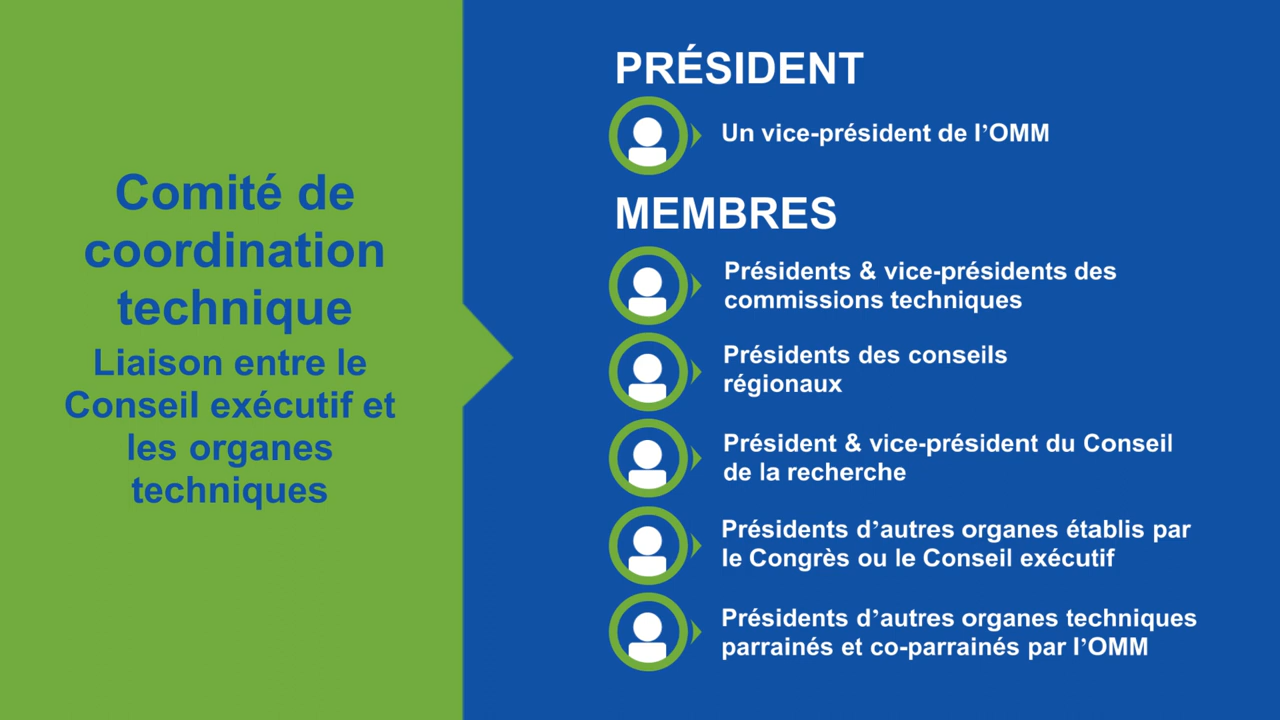 Comité de
coordination
technique
Liaison entre le
Conseil exécutif et
les organes
techniques
PRÉSIDENT
Un vice-président de l’OMM
MEMBRES
Présidents & vice-présidents des
commissions techniques
Présidents des conseils
régionaux
Président & vice-président du Conseil
de la recherche
Présidents d’autres organes établis par
le Congrès ou le Conseil exécutif
Présidents d’autres organes techniques
parrainés et co-parrainés par l’OMM